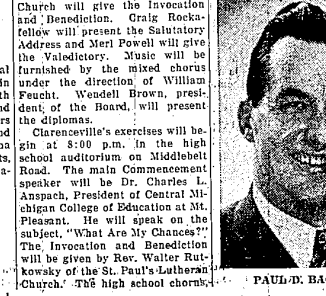 Church will give the Invocation
and Benediction. Craig Rocka-
fellow will present the Salutatory
Address and Merl Powell will give
the Valedictory. Music will be
furnished by the mixed chorus
under the direction of William
Feucht. Wendell Brown, presi-
dent of the Board, will present
the diplomas.
Clarenceville's exercises will be-
gin at 8:00 p.m. in the high
school auditorium on Middlebelt
Road. The main Commencement
speaker will be Dr. Charles L.
Anspach, President of Central Mi-
chigan College of Education at Mt.
Pleasant. He will speak on the
subject, "What Are My Chances?"
The Invocation and Benediction
will be given by Rev. Walter Rut-
kowsky of the St. Paul's Lutheran
Church. The high school chorus,
PAUL D. BA